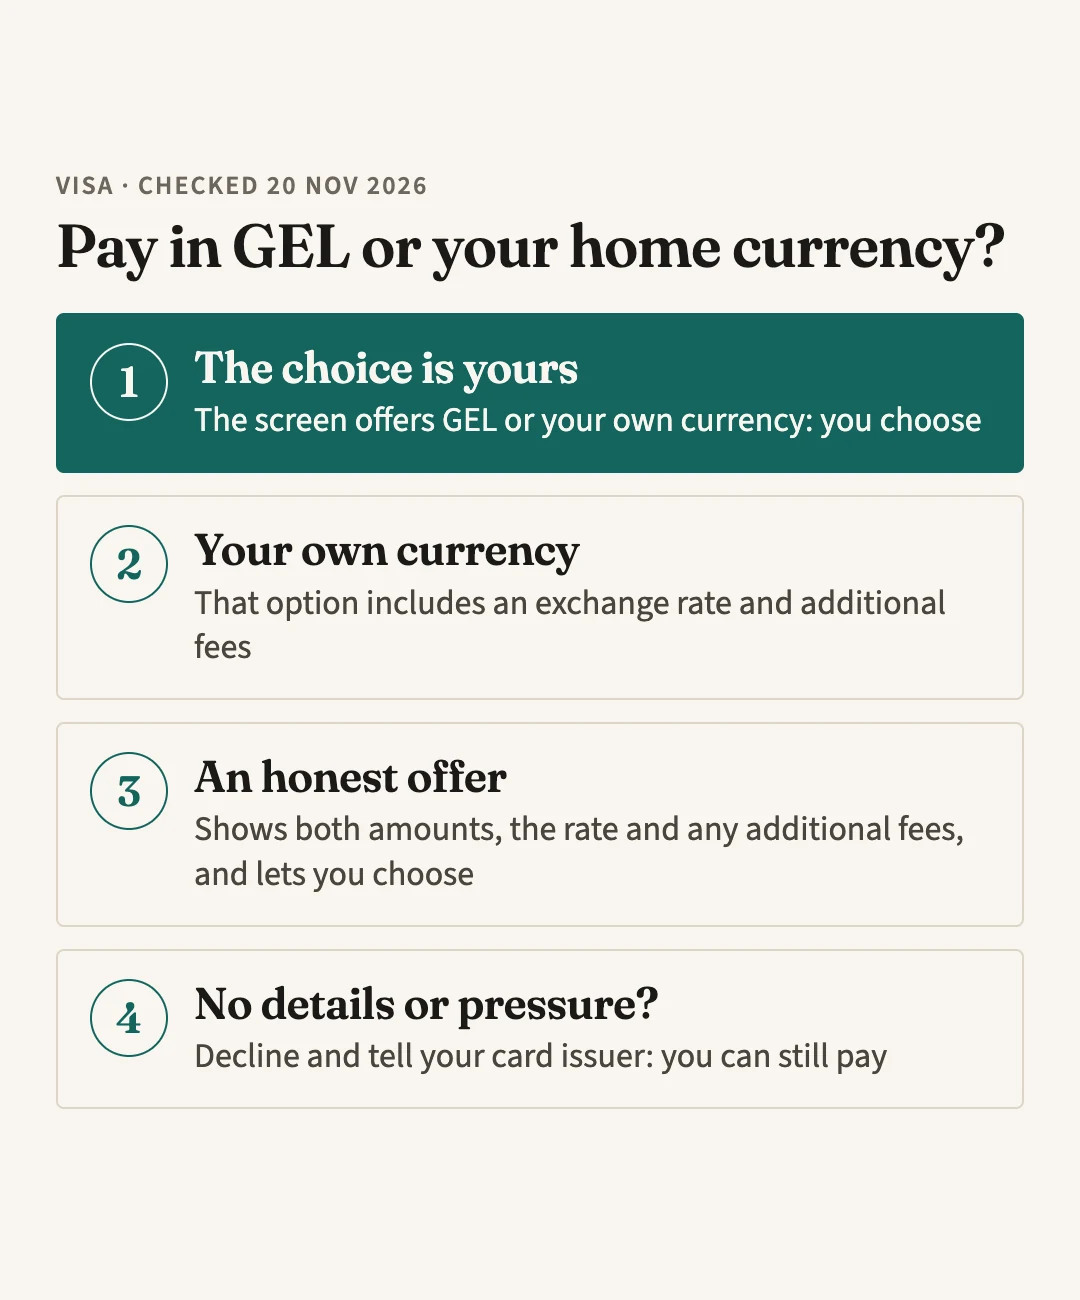 VISA · CHECKED 20 NOV 2026
Pay in GEL or your home currency?
1
The choice is yours
The screen offers GEL or your own currency: you choose
2
Your own currency
That option includes an exchange rate and additional
fees
3
An honest offer
Shows both amounts, the rate and any additional fees,
and lets you choose
4
No details or pressure?
Decline and tell your card issuer: you can still pay